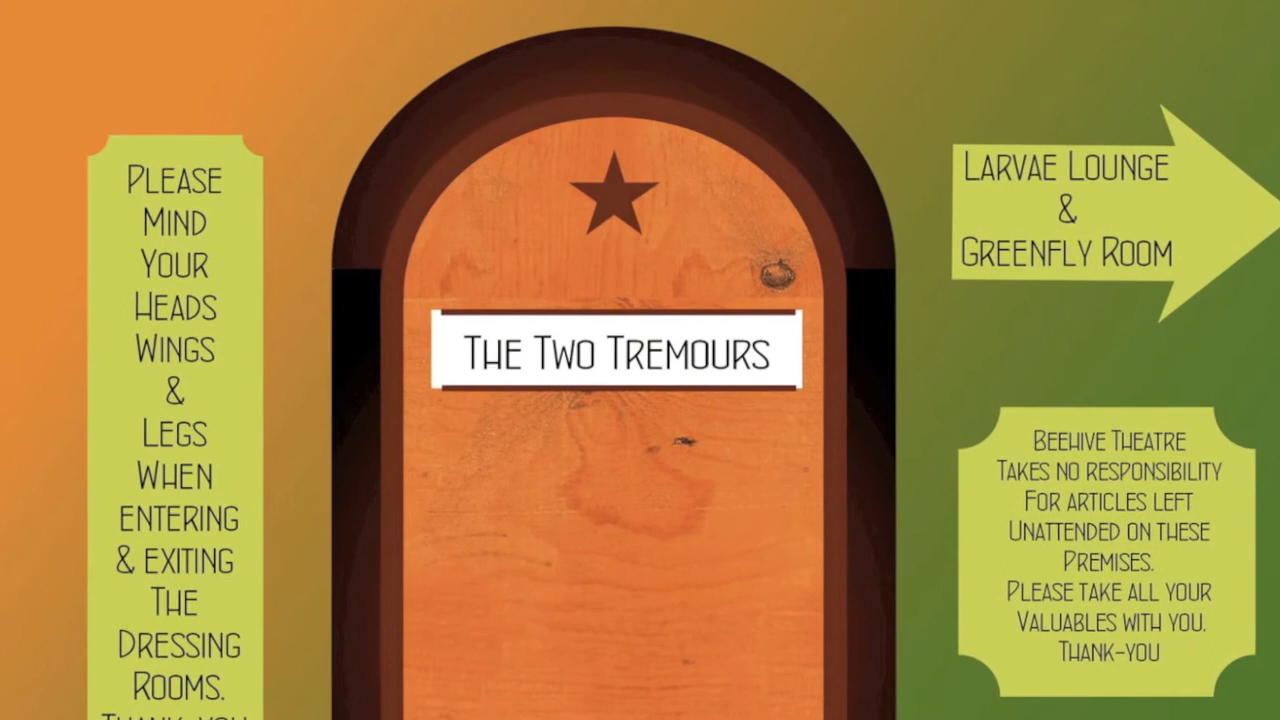 Please
Mind
Your
Heads
Wings
&
Legs
When
entering
& exiting
The
Dressing
Rooms.
Thank-you
The Two Tremours
Larvae Lounge
&
Greenfly Room
Beehive Theatre
Takes no responsibility
For articles left
Unattended on these
Premises.
Please take all your
Valuables with you.
Thank-you